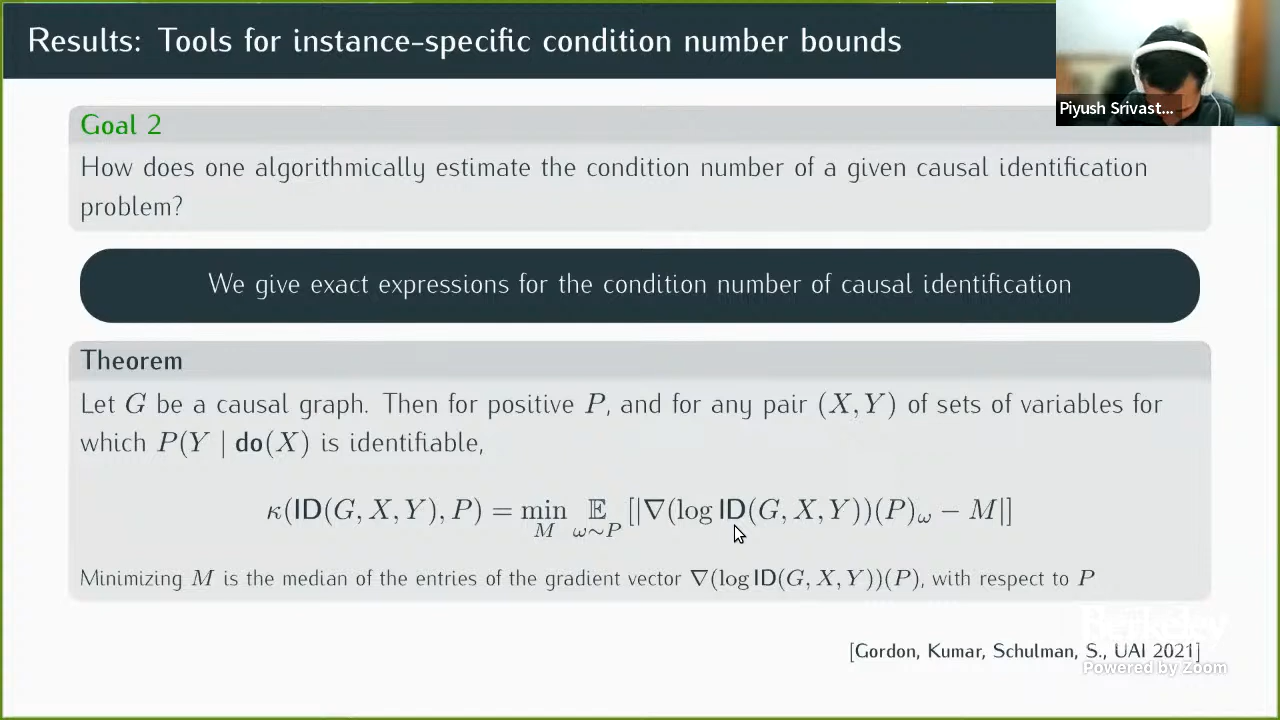 Results: Tools for instance-specific condition number bounds
Piyush Srivast...
Goal 2
How does one algorithmically estimate the condition number of a given causal identification
problem?
We give exact expressions for the condition number of causal identification
Theorem
Let G be a causal graph. Then for positive P, and for any pair (X, Y) of sets of variables for
which P(Y | do(X) is identifiable,
κ(ID(G, X, Y), P) = min_M 𝔼_{ω∼P} [|∇(log ID(G, X, Y))(P)_ω − M|]
Minimizing M is the median of the entries of the gradient vector ∇(log ID(G, X, Y))(P), with respect to P
Berkeley
[Gordon, Kumar, Schulman, S., UAI 2021]
Powered by Zoom